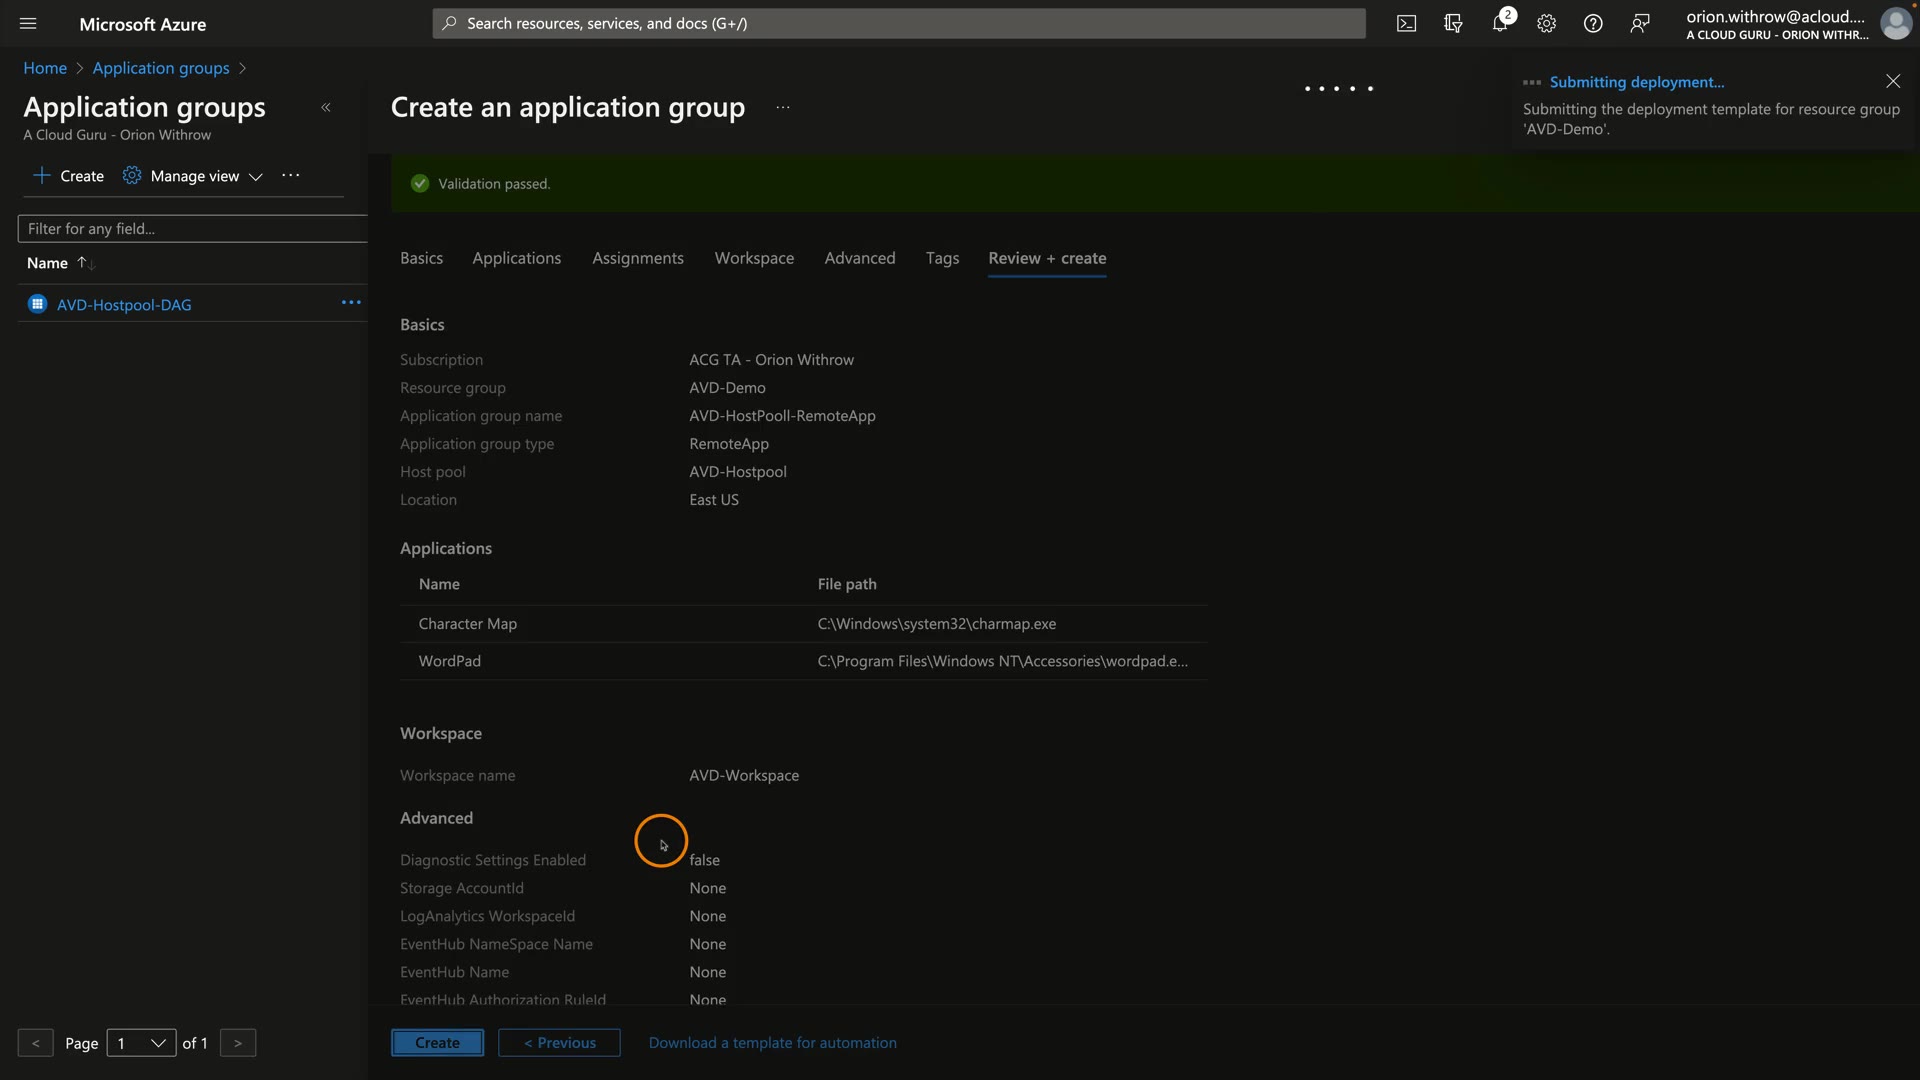 Microsoft Azure
Search resources, services, and docs (G+/)
2
orion.withrow@acloud....
A CLOUD GURU - ORION WITHR...
Home > Application groups >
Application groups
«
A Cloud Guru - Orion Withrow
+ Create
Manage view
...
Filter for any field...
Name ↑↓
AVD-Hostpool-DAG
...
Create an application group
...
Submitting deployment...
Submitting the deployment template for resource group
'AVD-Demo'.
Validation passed.
Basics
Applications
Assignments
Workspace
Advanced
Tags
Review + create
Basics
Subscription
ACG TA - Orion Withrow
Resource group
AVD-Demo
Application group name
AVD-HostPooll-RemoteApp
Application group type
RemoteApp
Host pool
AVD-Hostpool
Location
East US
Applications
Name
File path
Character Map
C:\Windows\system32\charmap.exe
WordPad
C:\Program Files\Windows NT\Accessories\wordpad.e...
Workspace
Workspace name
AVD-Workspace
Advanced
Diagnostic Settings Enabled
false
Storage AccountId
None
LogAnalytics WorkspaceId
None
EventHub NameSpace Name
None
EventHub Name
None
EventHub Authorization RuleId
None
< Page 1 of 1 >
Create
< Previous
Download a template for automation